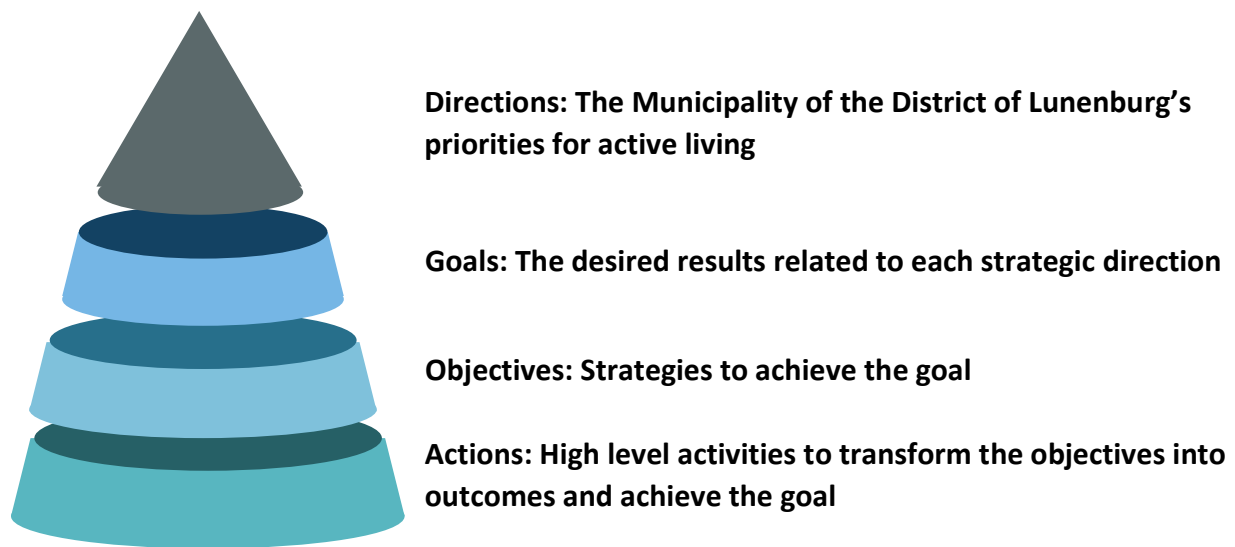 Directions: The Municipality of the District of Lunenburg’s
priorities for active living
Goals: The desired results related to each strategic direction
Objectives: Strategies to achieve the goal
Actions: High level activities to transform the objectives into
outcomes and achieve the goal